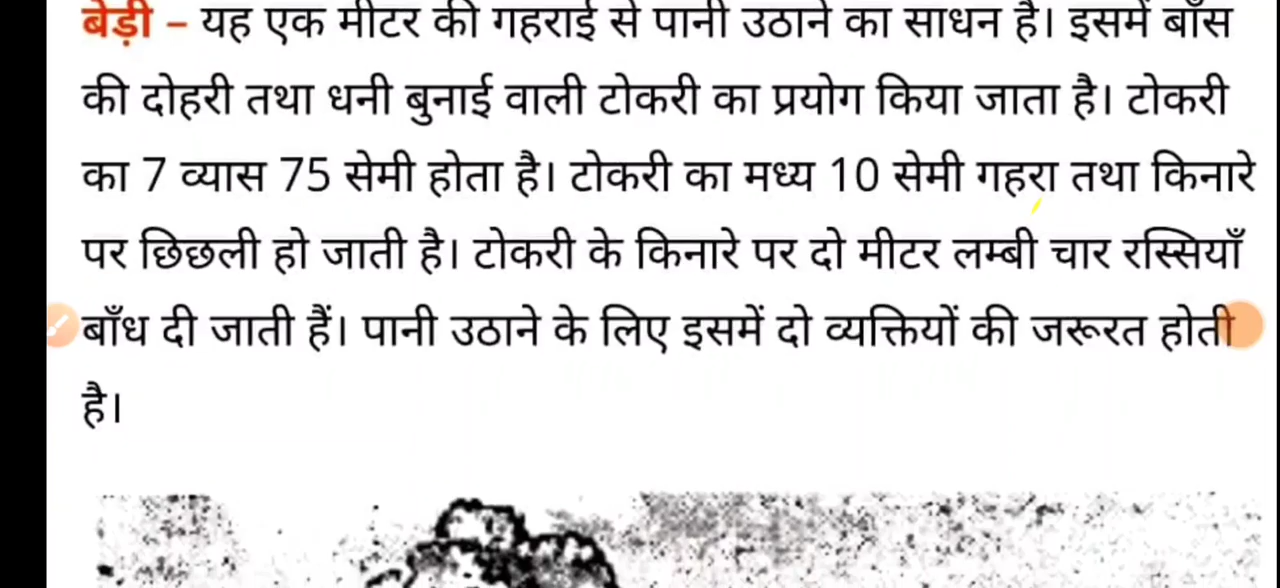 बेड़ी – यह एक मीटर की गहराई से पानी उठाने का साधन है। इसमें बाँस
की दोहरी तथा धनी बुनाई वाली टोकरी का प्रयोग किया जाता है। टोकरी
का 7 व्यास 75 सेमी होता है। टोकरी का मध्य 10 सेमी गहरा तथा किनारे
पर छिछली हो जाती है। टोकरी के किनारे पर दो मीटर लम्बी चार रस्सियाँ
बाँध दी जाती हैं। पानी उठाने के लिए इसमें दो व्यक्तियों की जरूरत होती
है।